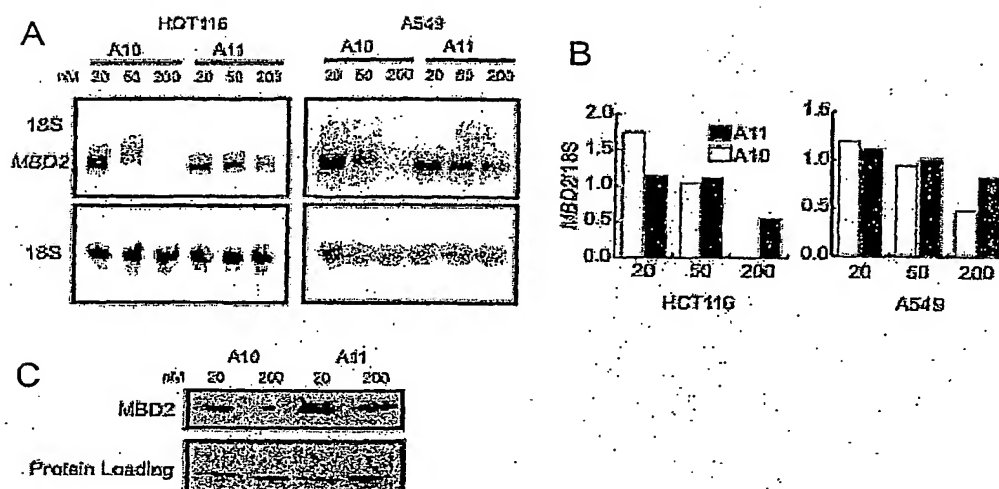 A
HCT116
A10 A11
nM 20 50 200 20 50 200
18S
MBD2
18S
A549
A10 A11
20 50 200 20 50 200
B
MBD2/18S
2.0
1.5
1.0
0.5
0.0
A11
A10
20 50 200
HCT116
1.5
1.0
0.5
0.0
20 50 200
A549
C
A10 A11
nM 20 200 20 200
MBD2
Protein Loading